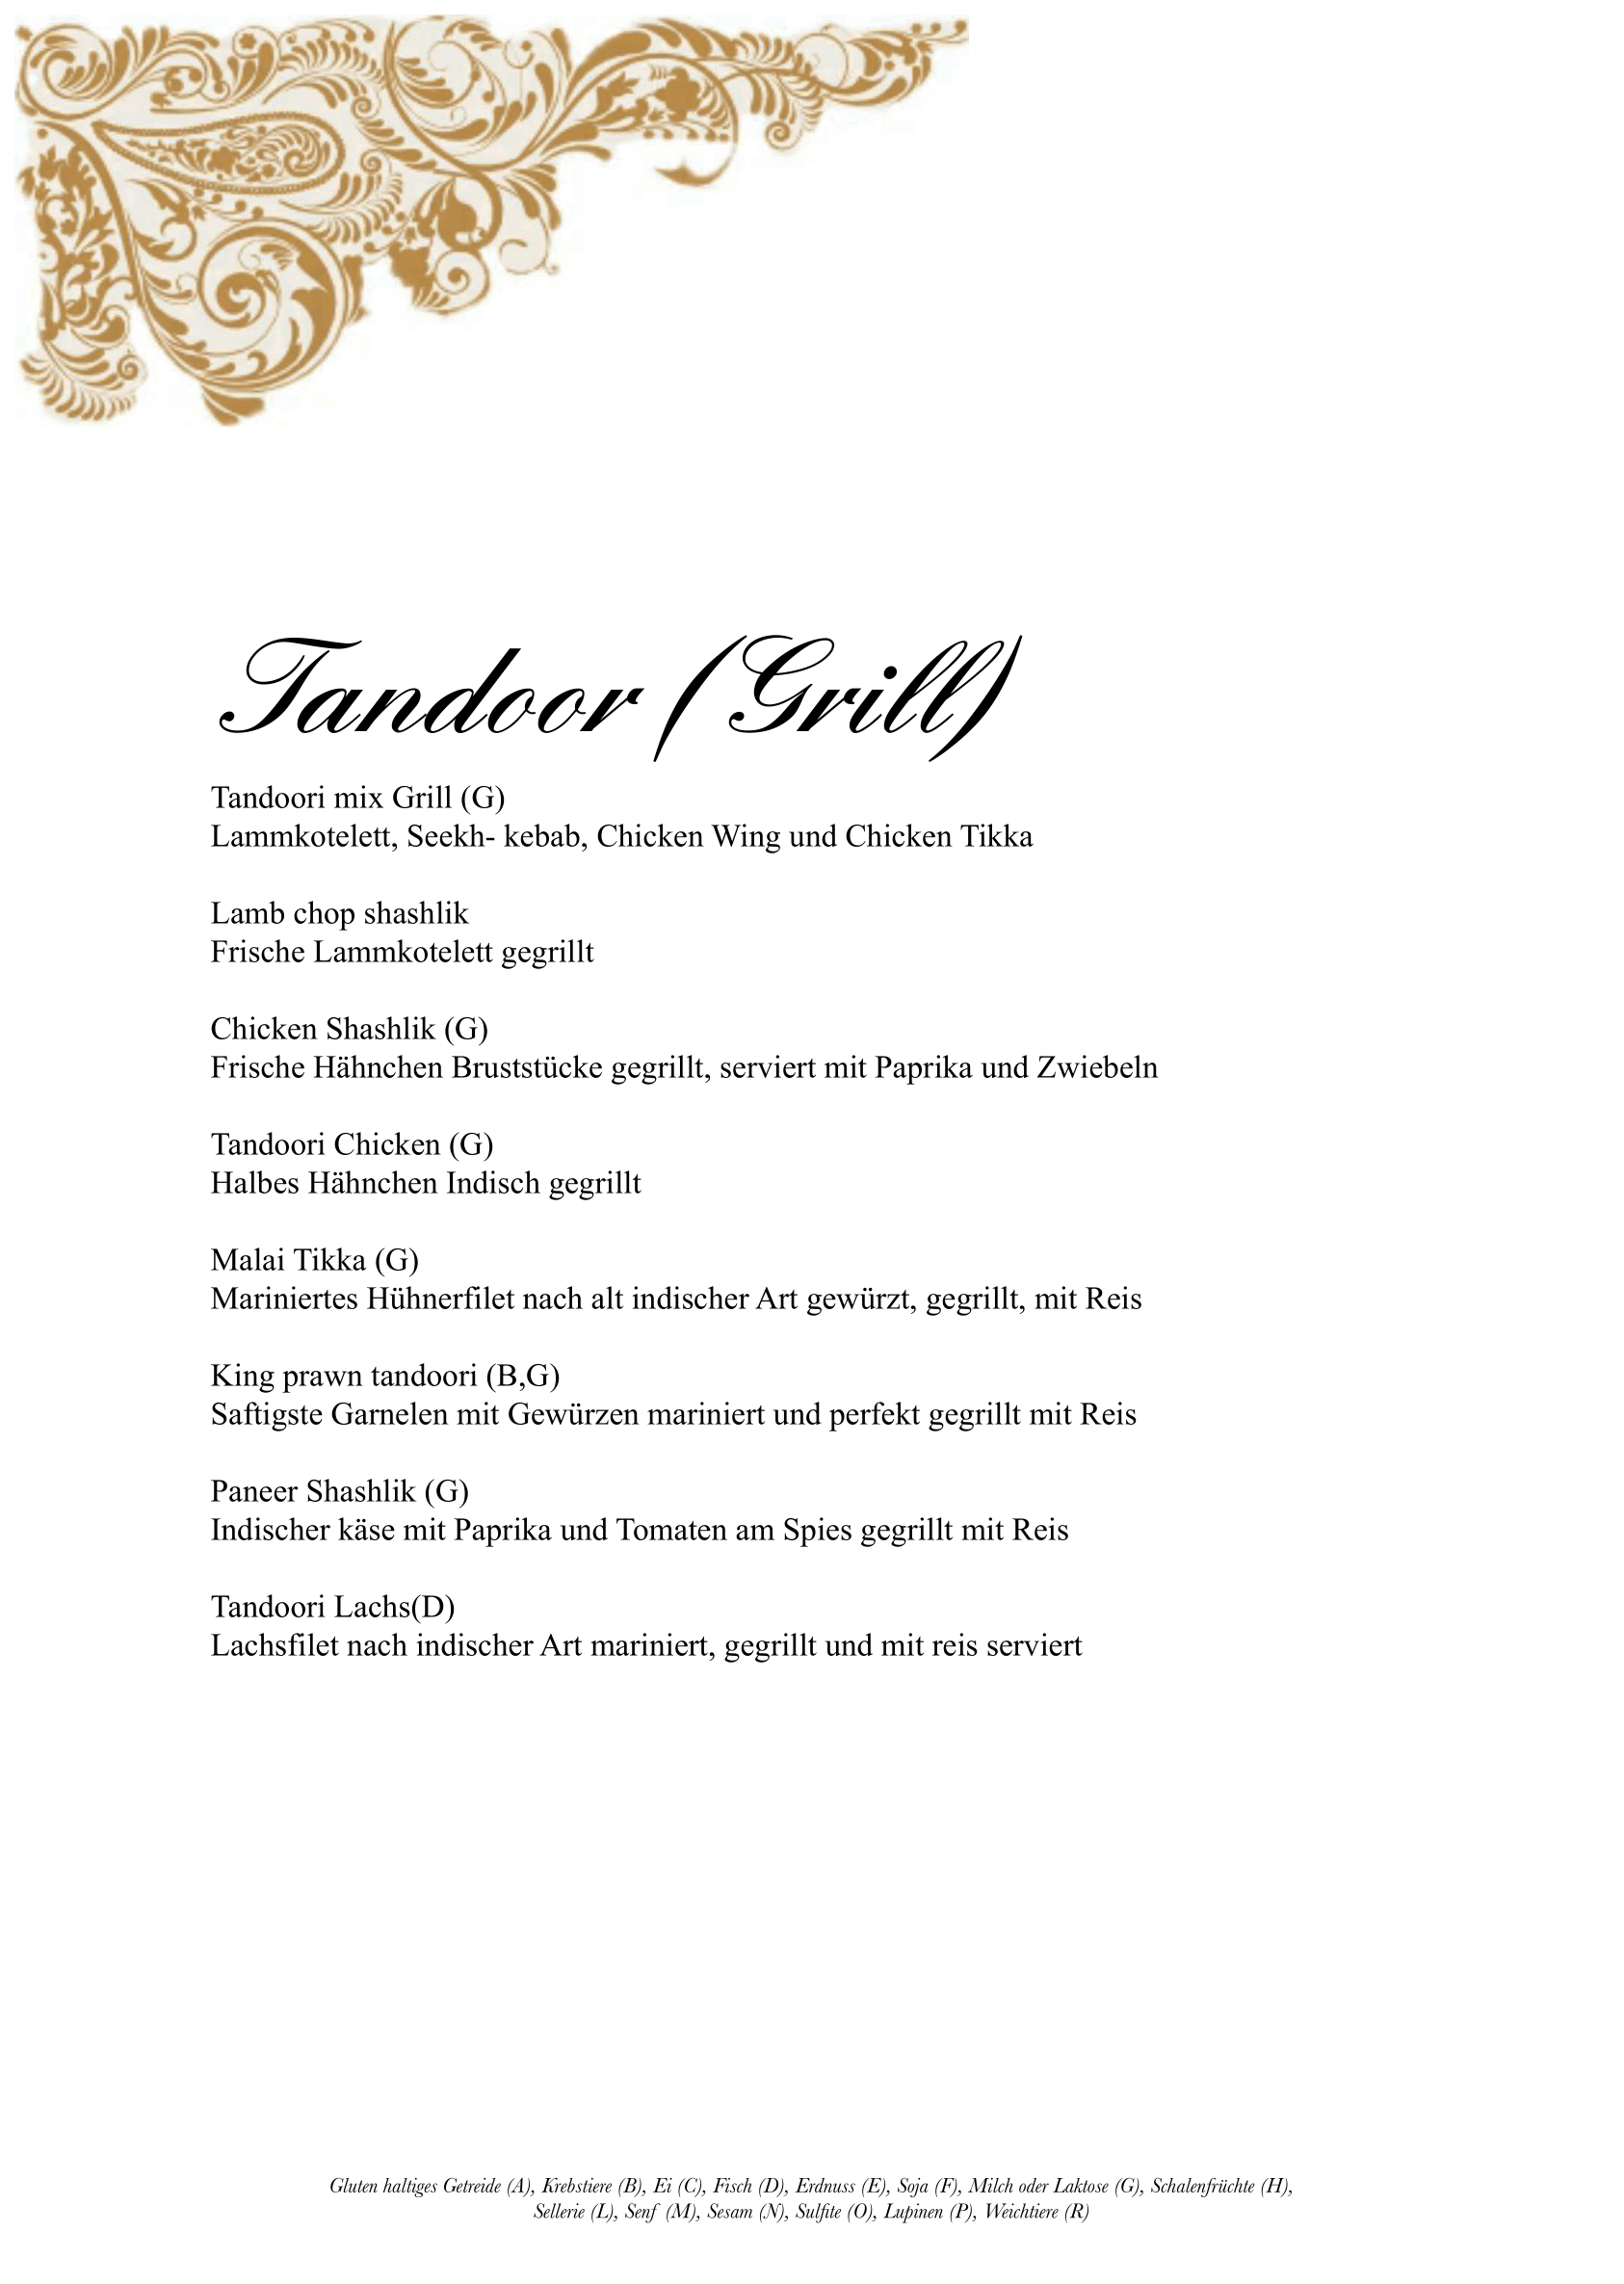 Tandoor (Grill)
Tandoori mix Grill (G)
Lammkotelett, Seekh- kebab, Chicken Wing und Chicken Tikka
Lamb chop shashlik
Frische Lammkotelett gegrillt
Chicken Shashlik (G)
Frische Hähnchen Bruststücke gegrillt, serviert mit Paprika und Zwiebeln
Tandoori Chicken (G)
Halbes Hähnchen Indisch gegrillt
Malai Tikka (G)
Mariniertes Hühnerfilet nach alt indischer Art gewürzt, gegrillt, mit Reis
King prawn tandoori (B,G)
Saftigste Garnelen mit Gewürzen mariniert und perfekt gegrillt mit Reis
Paneer Shashlik (G)
Indischer käse mit Paprika und Tomaten am Spies gegrillt mit Reis
Tandoori Lachs(D)
Lachsfilet nach indischer Art mariniert, gegrillt und mit reis serviert
Gluten haltiges Getreide (A), Krebstiere (B), Ei (C), Fisch (D), Erdnuss (E), Soja (F), Milch oder Laktose (G), Schalenfrüchte (H),
Sellerie (L), Senf (M), Sesam (N), Sulfite (O), Lupinen (P), Weichtiere (R)